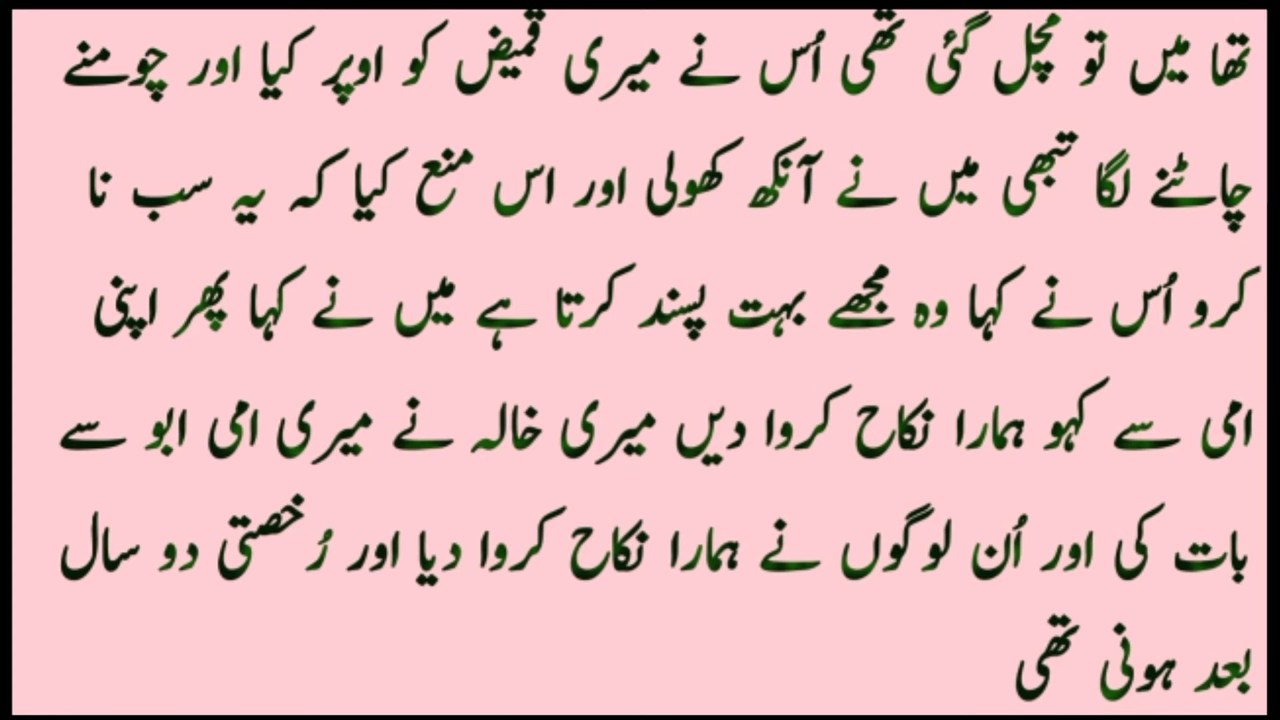 تھا میں تو مچل گئی تھی اُس نے میری قمیض کو اوپر کیا اور چومنے
چاٹنے لگا تبھی میں نے آنکھ کھولی اور اس منع کیا کہ یہ سب نا
کرو اُس نے کہا وہ مجھے بہت پسند کرتا ہے میں نے کہا پھر اپنی
امی سے کہو ہمارا نکاح کروا دیں میری خالہ نے میری امی ابو سے
بات کی اور اُن لوگوں نے ہمارا نکاح کروا دیا اور رُخصتی دو سال
بعد ہونی تھی